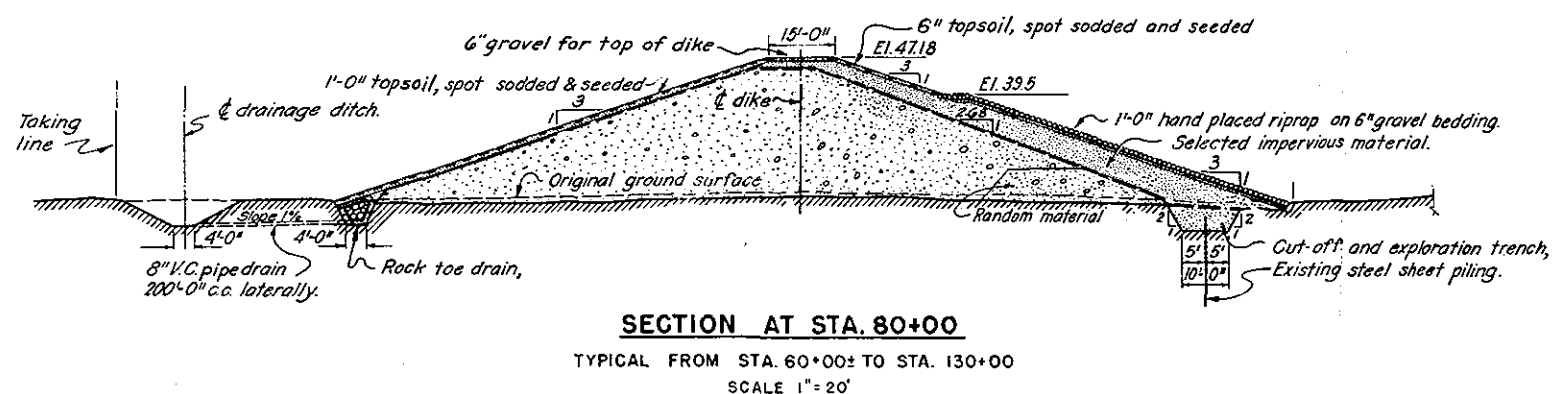 15'-0"
6" topsoil, spot sodded and seeded
6" gravel for top of dike
El. 47.18
3
1
1'-0" topsoil, spot sodded & seeded
El. 39.5
3
1
℄ dike
℄ drainage ditch.
Taking
line
2.68
1
1'-0" hand placed riprap on 6" gravel bedding.
Selected impervious material.
3
1
Original ground surface
Random material
Slope 1%
4'-0"
4'-0"
2
1
2
1
8" V.C. pipe drain
200'-0" c.c. laterally.
Rock toe drain,
5' 5'
10'-0"
Cut-off and exploration trench,
Existing steel sheet piling.
SECTION AT STA. 80+00
TYPICAL FROM STA. 60+00± TO STA. 130+00
SCALE 1" = 20'